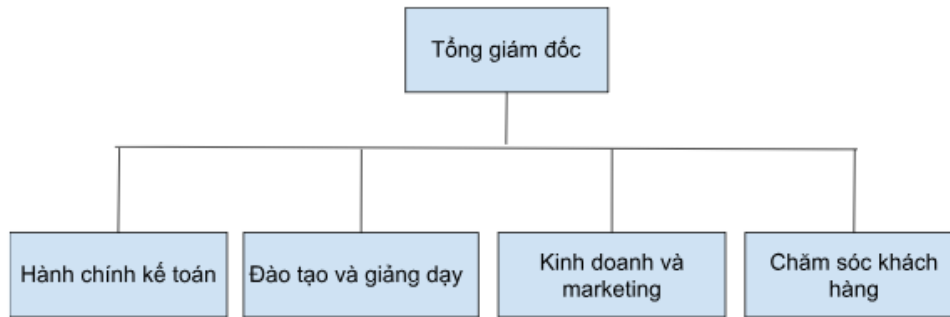 Tổng giám đốc
Hành chính kế toán
Đào tạo và giảng dạy
Kinh doanh và
marketing
Chăm sóc khách
hàng